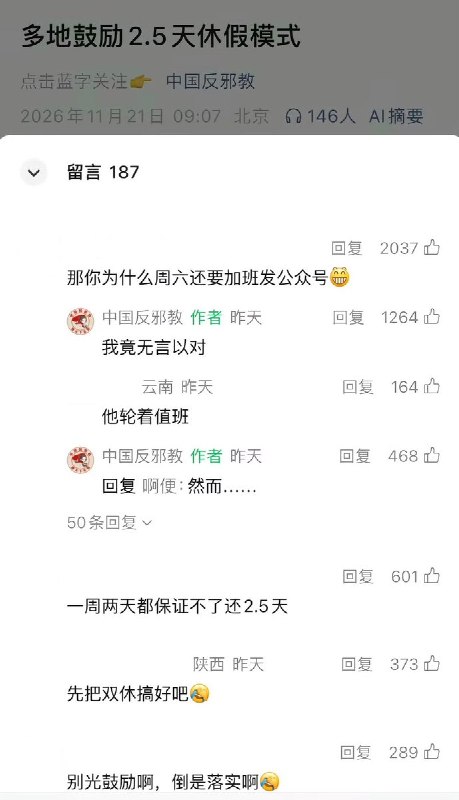 多地鼓励2.5天休假模式
点击蓝字关注👉 中国反邪教
2026年11月21日 09:07 北京 146人 AI摘要
留言 187
回复 2037
那你为什么周六还要加班发公众号😁
中国反邪教 作者 昨天 回复 1264
我竟无言以对
云南 昨天 回复 164
他轮着值班
中国反邪教 作者 昨天 回复 468
回复 啊便:然而……
50条回复
回复 601
一周两天都保证不了还2.5天
陕西 昨天 回复 373
先把双休搞好吧🤣
回复 289
别光鼓励啊,倒是落实啊🤣